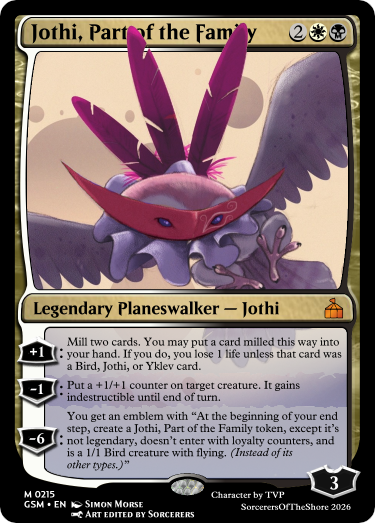 Jothi, Part of the Family 2
Legendary Planeswalker — Jothi
+1: Mill two cards. You may put a card milled this way into
your hand. If you do, you lose 1 life unless that card was
a Bird, Jothi, or Yklev card.
-1: Put a +1/+1 counter on target creature. It gains
indestructible until end of turn.
-6: You get an emblem with “At the beginning of your end
step, create a Jothi, Part of the Family token, except it’s
not legendary, doesn’t enter with loyalty counters, and
is a 1/1 Bird creature with flying. (Instead of its
other types.)”
3
M 0215
GSM • EN Simon Morse
Art edited by Sorcerers
Character by TVP
SorcerersOfTheShore 2026